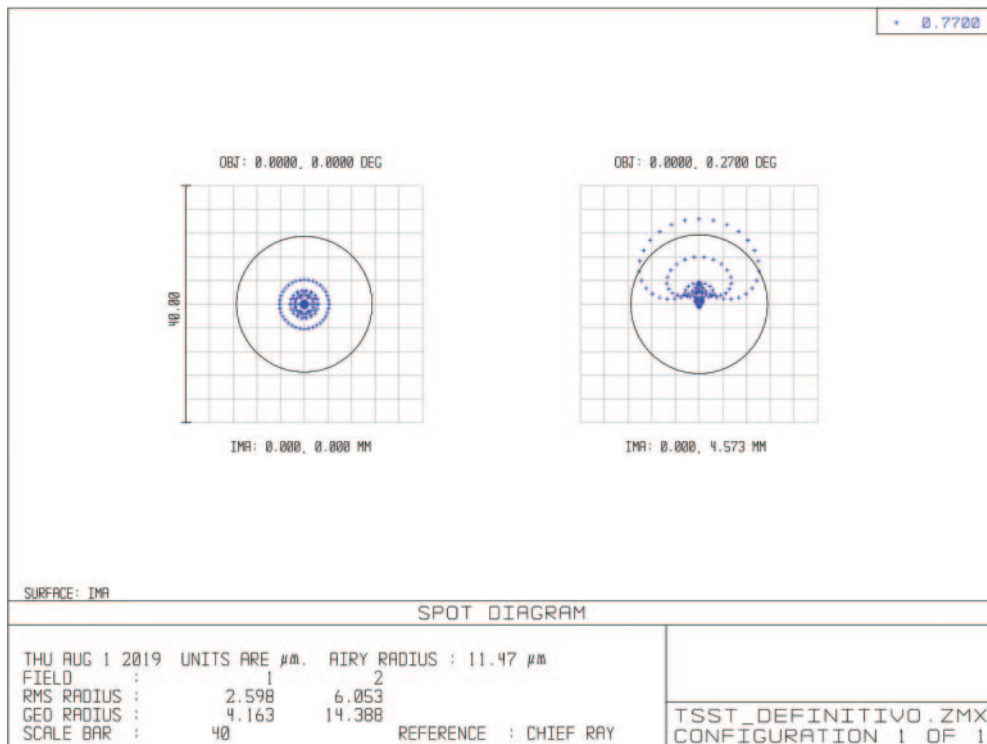 + 0.7700
OBJ: 0.0000, 0.0000 DEG
OBJ: 0.0000, 0.2700 DEG
40.00
IMA: 0.000, 0.000 MM
IMA: 0.000, 4.573 MM
SURFACE: IMA
SPOT DIAGRAM
THU AUG 1 2019 UNITS ARE µm. AIRY RADIUS : 11.47 µm
FIELD : 1 2
RMS RADIUS : 2.598 6.053
GEO RADIUS : 4.163 14.388
SCALE BAR : 40 REFERENCE : CHIEF RAY
TSST_DEFINITIVO.ZMX
CONFIGURATION 1 OF 1